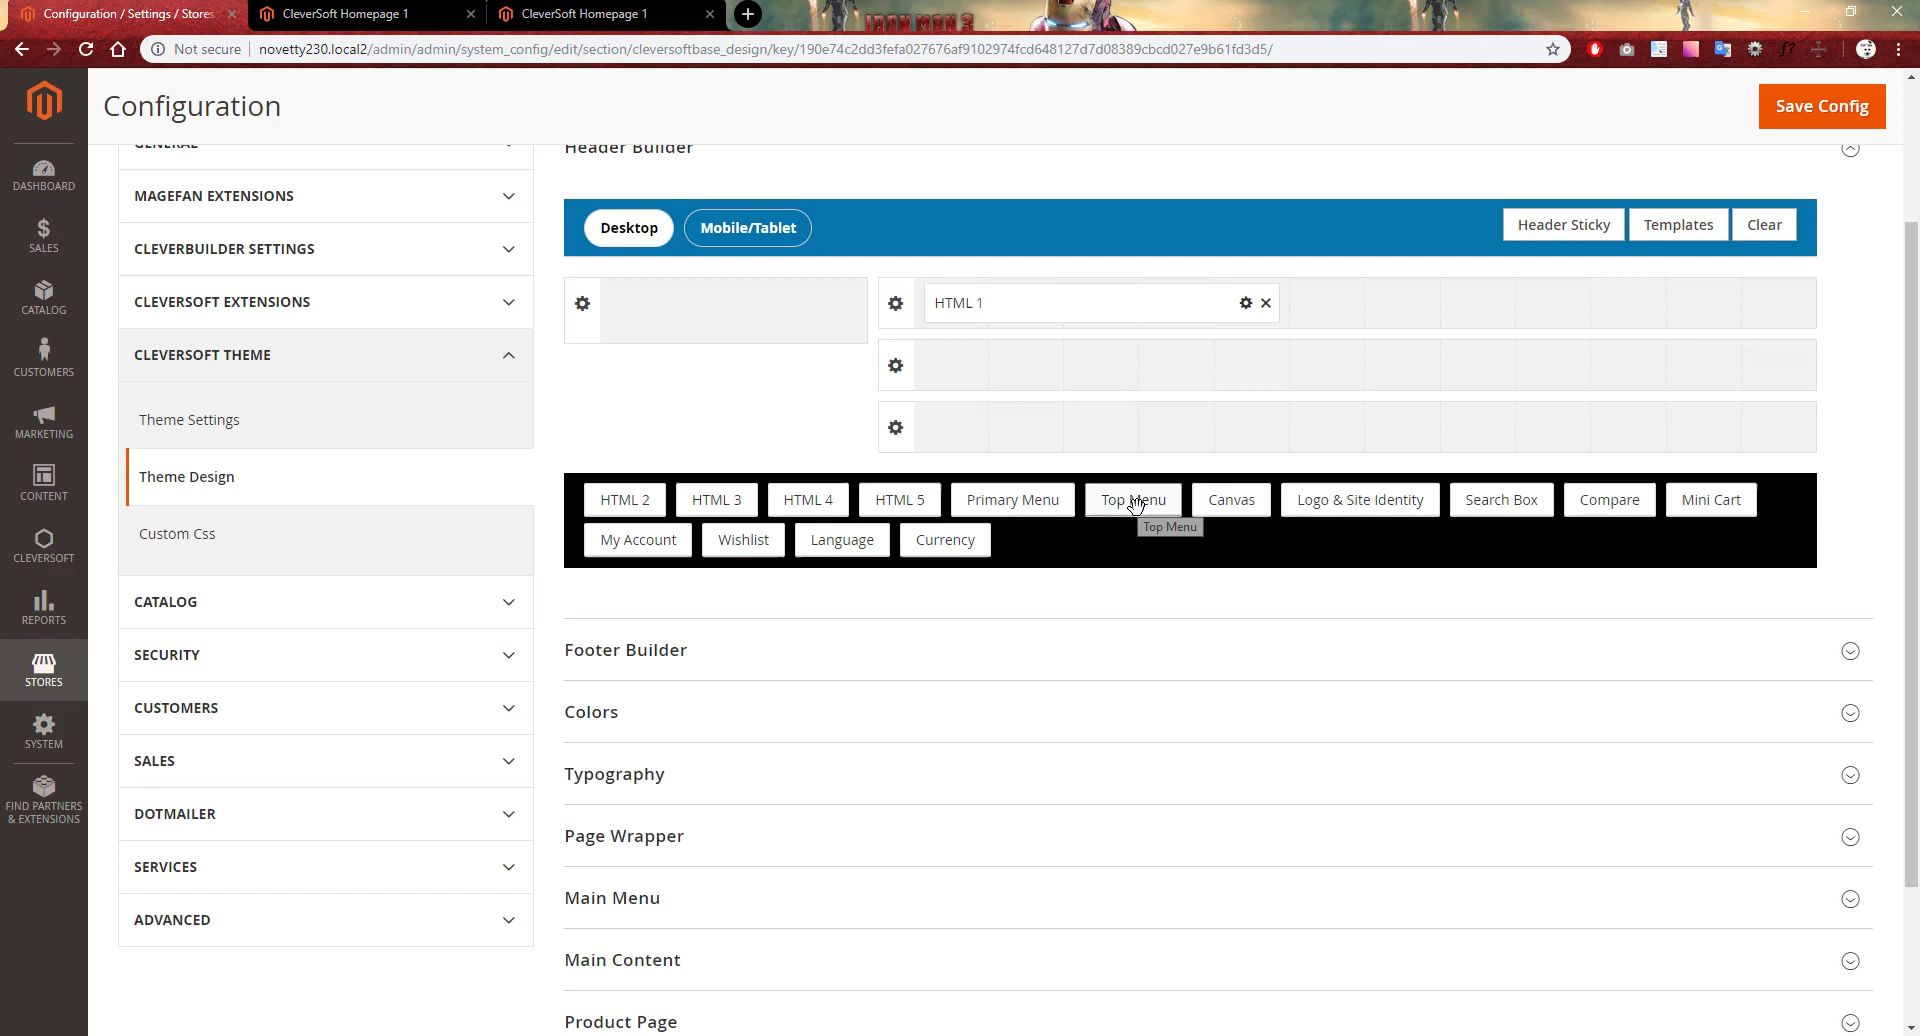 Configuration / Settings / Stores
CleverSoft Homepage 1
CleverSoft Homepage 1
IRON MAN 3
Not secure
novetty230.local2/admin/admin/system_config/edit/section/cleversoftbase_design/key/190e74c2dd3fefa027676af9102974fcd648127d7d08389cbcd027e9b61fd3d5/
Configuration
Save Config
DASHBOARD
SALES
CATALOG
CUSTOMERS
MARKETING
CONTENT
CLEVERSOFT
REPORTS
STORES
SYSTEM
FIND PARTNERS
& EXTENSIONS
GENERAL
MAGEFAN EXTENSIONS
CLEVERBUILDER SETTINGS
CLEVERSOFT EXTENSIONS
CLEVERSOFT THEME
Theme Settings
Theme Design
Custom Css
CATALOG
SECURITY
CUSTOMERS
SALES
DOTMAILER
SERVICES
ADVANCED
Header Builder
Desktop Mobile/Tablet Header Sticky Templates Clear
HTML 1
HTML 2 HTML 3 HTML 4 HTML 5 Primary Menu Top Menu Canvas Logo & Site Identity Search Box Compare Mini Cart
Top Menu
My Account Wishlist Language Currency
Footer Builder
Colors
Typography
Page Wrapper
Main Menu
Main Content
Product Page